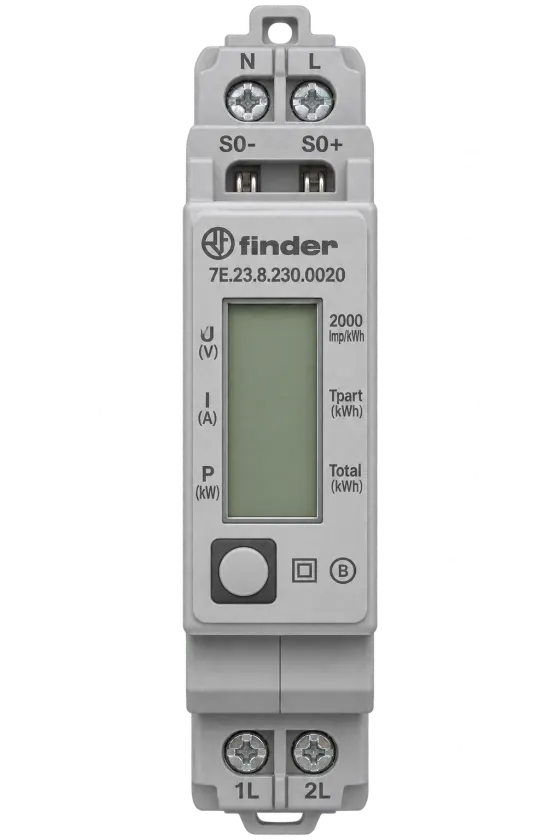 N L
S0- S0+
finder
7E.23.8.230.0020
U
(V)
2000
Imp/kWh
I
(A)
Tpart
(kWh)
P
(kW)
Total
(kWh)
B
1L 2L